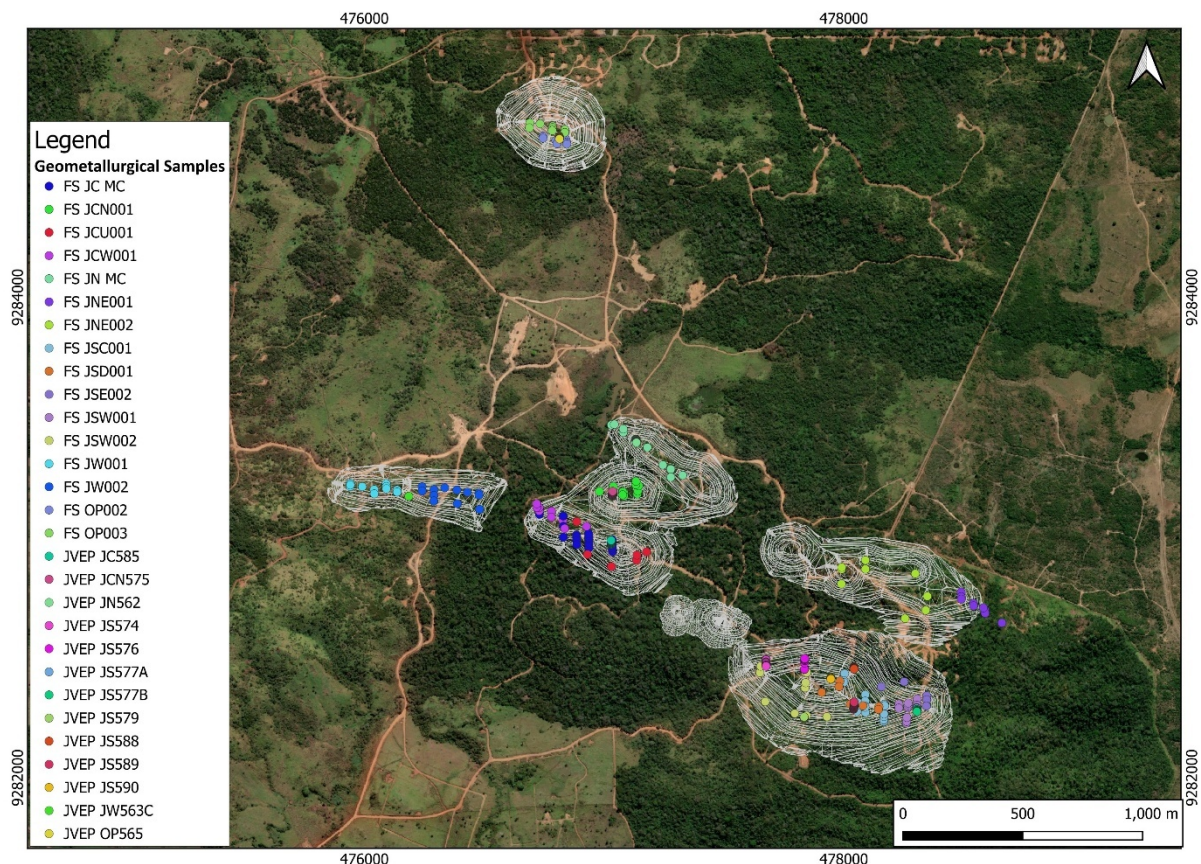 476000 478000
Legend
Geometallurgical Samples
FS JC MC
FS JCN001
FS JCU001
FS JCW001
FS JN MC
FS JNE001
FS JNE002
FS JSC001
FS JSD001
FS JSE002
FS JSW001
FS JSW002
FS JW001
FS JW002
FS OP002
FS OP003
JVEP JC585
JVEP JCN575
JVEP JN562
JVEP JS574
JVEP JS576
JVEP JS577A
JVEP JS577B
JVEP JS579
JVEP JS588
JVEP JS589
JVEP JS590
JVEP JW563C
JVEP OP565
9284000 9284000
9282000 9282000
0 500 1,000 m
476000 478000